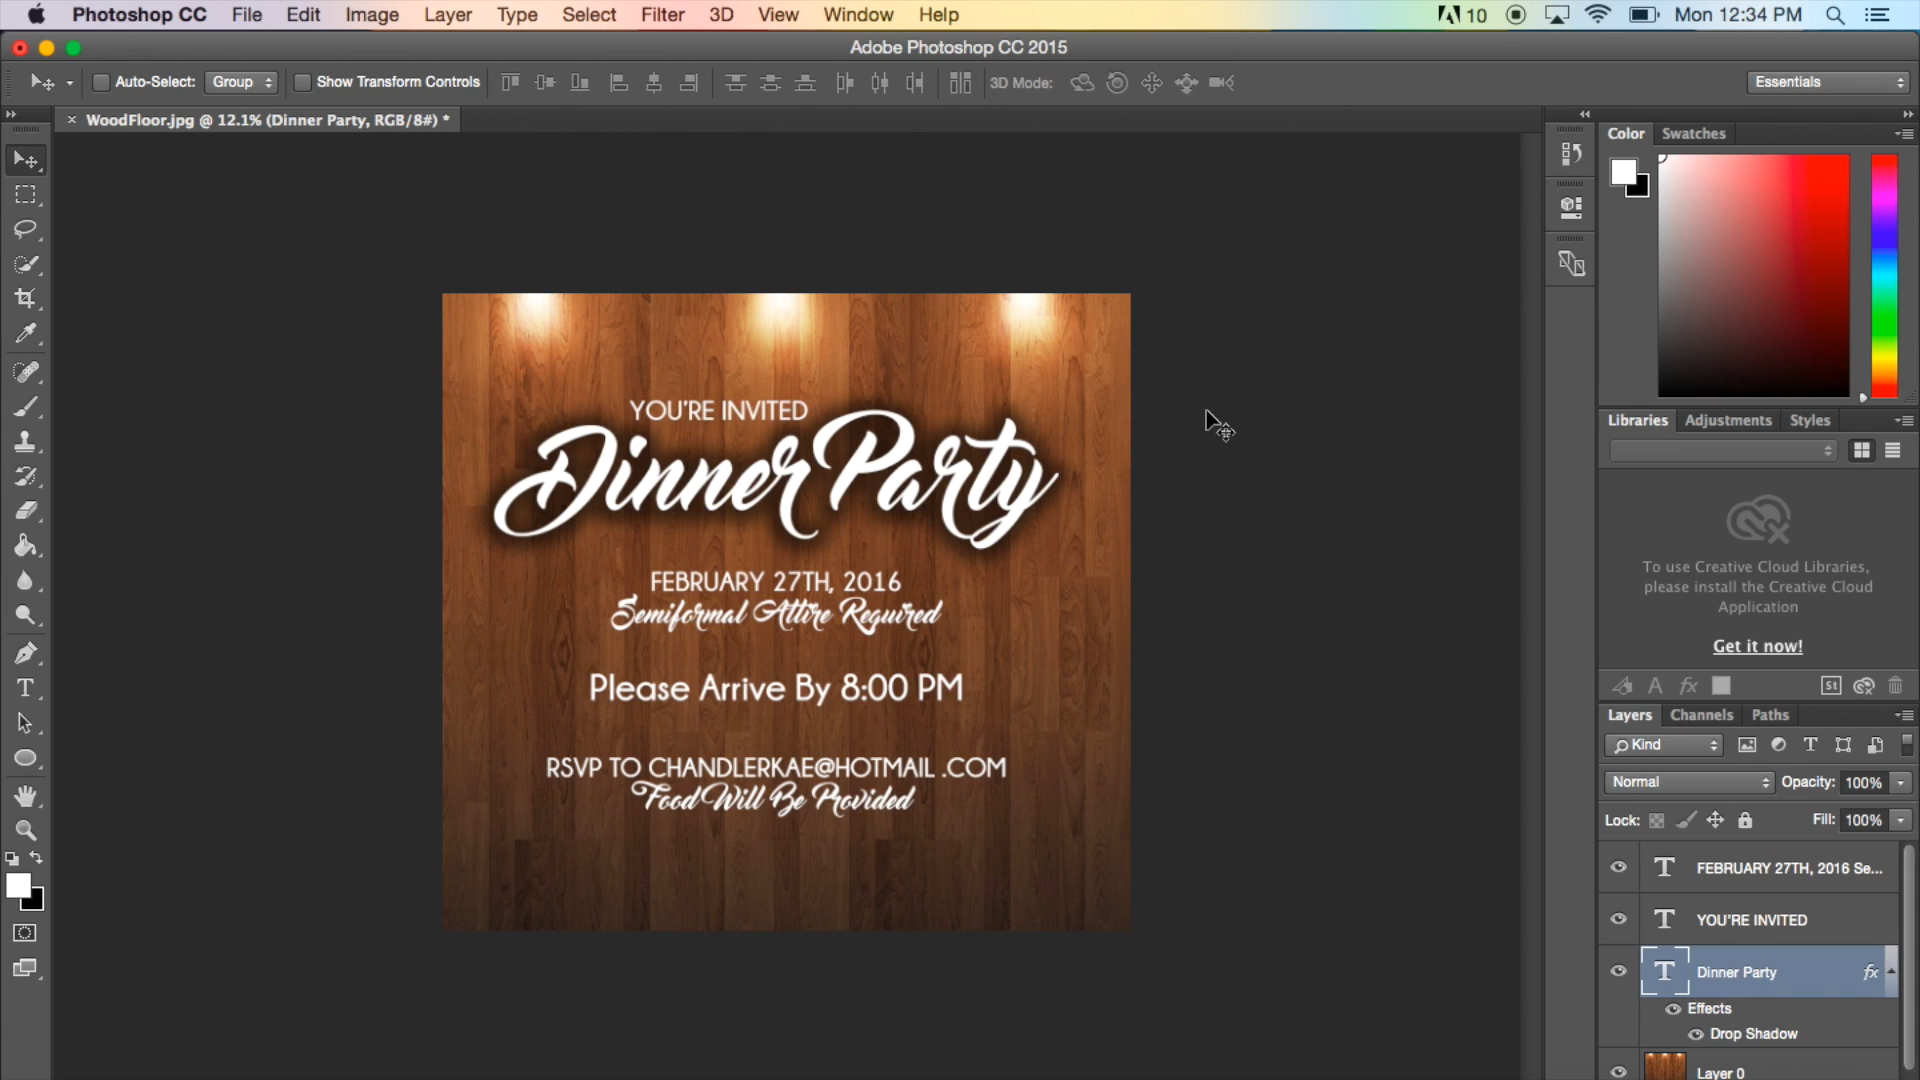 Photoshop CC File Edit Image Layer Type Select Filter 3D View Window Help 10 Mon 12:34 PM
Adobe Photoshop CC 2015
Auto-Select: Group Show Transform Controls 3D Mode: Essentials
× WoodFloor.jpg @ 12.1% (Dinner Party, RGB/8#) *
Color Swatches
YOU'RE INVITED
Dinner Party
FEBRUARY 27TH, 2016
Semiformal Attire Required
Please Arrive By 8:00 PM
RSVP TO CHANDLERKAE@HOTMAIL .COM
Food Will Be Provided
Libraries Adjustments Styles
To use Creative Cloud Libraries,
please install the Creative Cloud
Application
Get it now!
A fx St
Layers Channels Paths
Kind T
Normal Opacity: 100%
Lock: Fill: 100%
T FEBRUARY 27TH, 2016 Se...
T YOU'RE INVITED
T Dinner Party fx
Effects
Drop Shadow
Layer 0
T